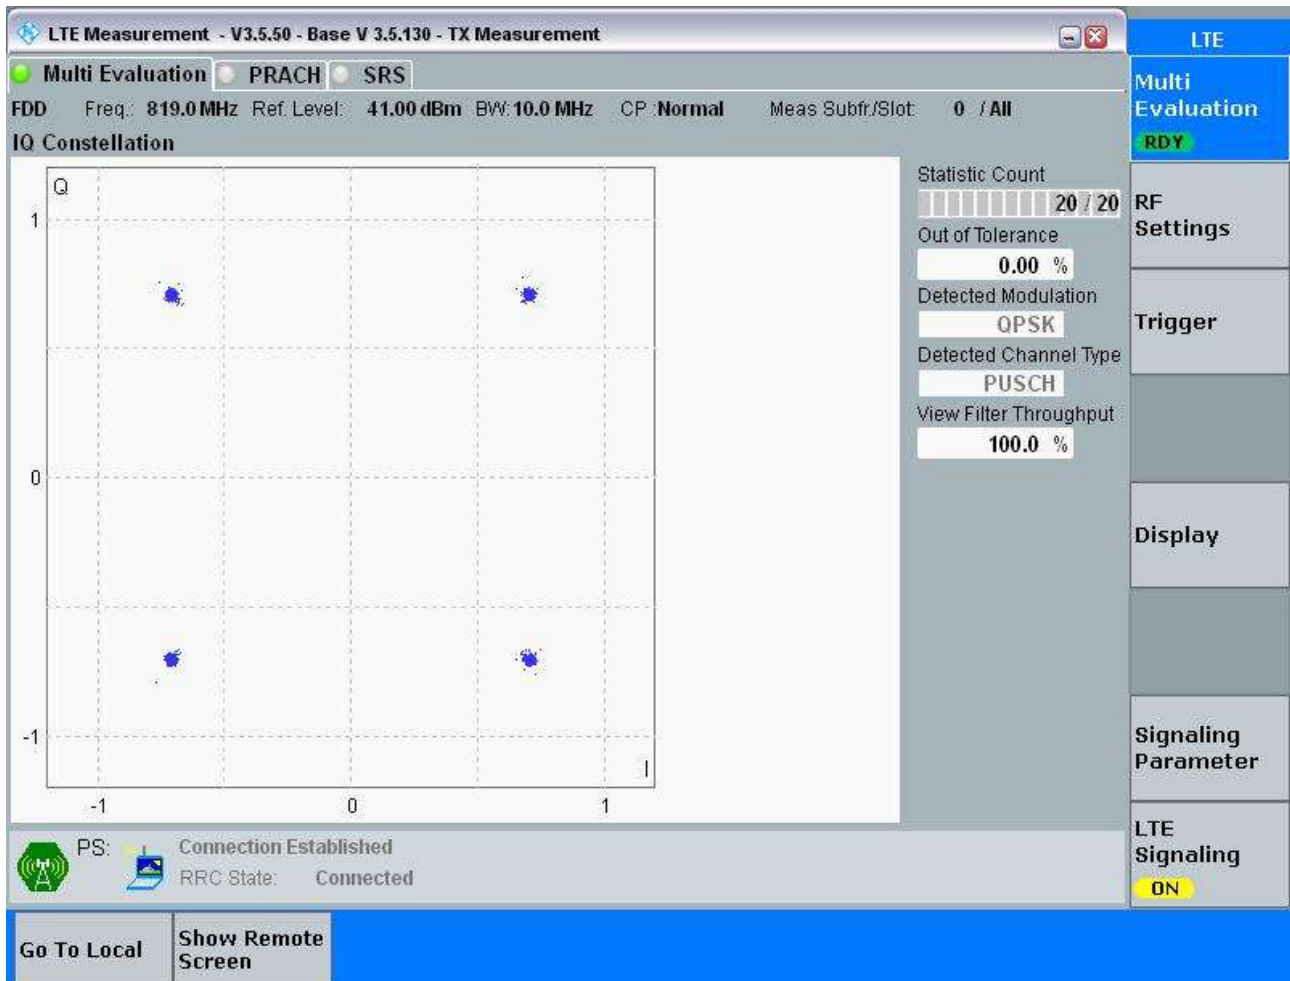 LTE Measurement - V3.5.50 - Base V 3.5.130 - TX Measurement
LTE
Multi Evaluation PRACH SRS
Multi
Evaluation
RDY
FDD Freq.: 819.0 MHz Ref. Level: 41.00 dBm BW: 10.0 MHz CP :Normal Meas Subfr./Slot: 0 / All
IQ Constellation
Q
1
0
-1
I
-1 0 1
Statistic Count
20 / 20
Out of Tolerance
0.00 %
Detected Modulation
QPSK
Detected Channel Type
PUSCH
View Filter Throughput
100.0 %
RF
Settings
Trigger
Display
Signaling
Parameter
LTE
Signaling
ON
PS: Connection Established
RRC State: Connected
Go To Local
Show Remote
Screen